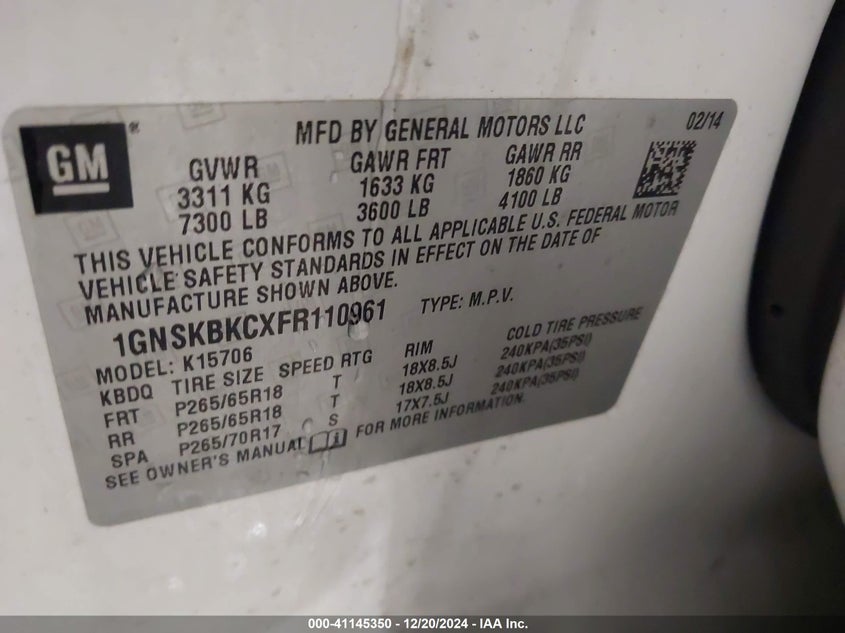 GM
MFD BY GENERAL MOTORS LLC 02/14
GVWR GAWR FRT GAWR RR
3311 KG 1633 KG 1860 KG
7300 LB 3600 LB 4100 LB
THIS VEHICLE CONFORMS TO ALL APPLICABLE U.S. FEDERAL MOTOR
VEHICLE SAFETY STANDARDS IN EFFECT ON THE DATE OF
MANUFACTURE SHOWN ABOVE.
1GNSKBKCXFR110961 TYPE: M.P.V.
MODEL: K15706
KBDQ TIRE SIZE SPEED RTG RIM COLD TIRE PRESSURE
FRT P265/65R18 T 18X8.5J 240KPA(35PSI)
RR P265/65R18 T 18X8.5J 240KPA(35PSI)
SPA P265/70R17 S 17X7.5J 240KPA(35PSI)
SEE OWNER'S MANUAL FOR MORE INFORMATION.
000-41145350 | 12/20/2024 - IAA Inc.